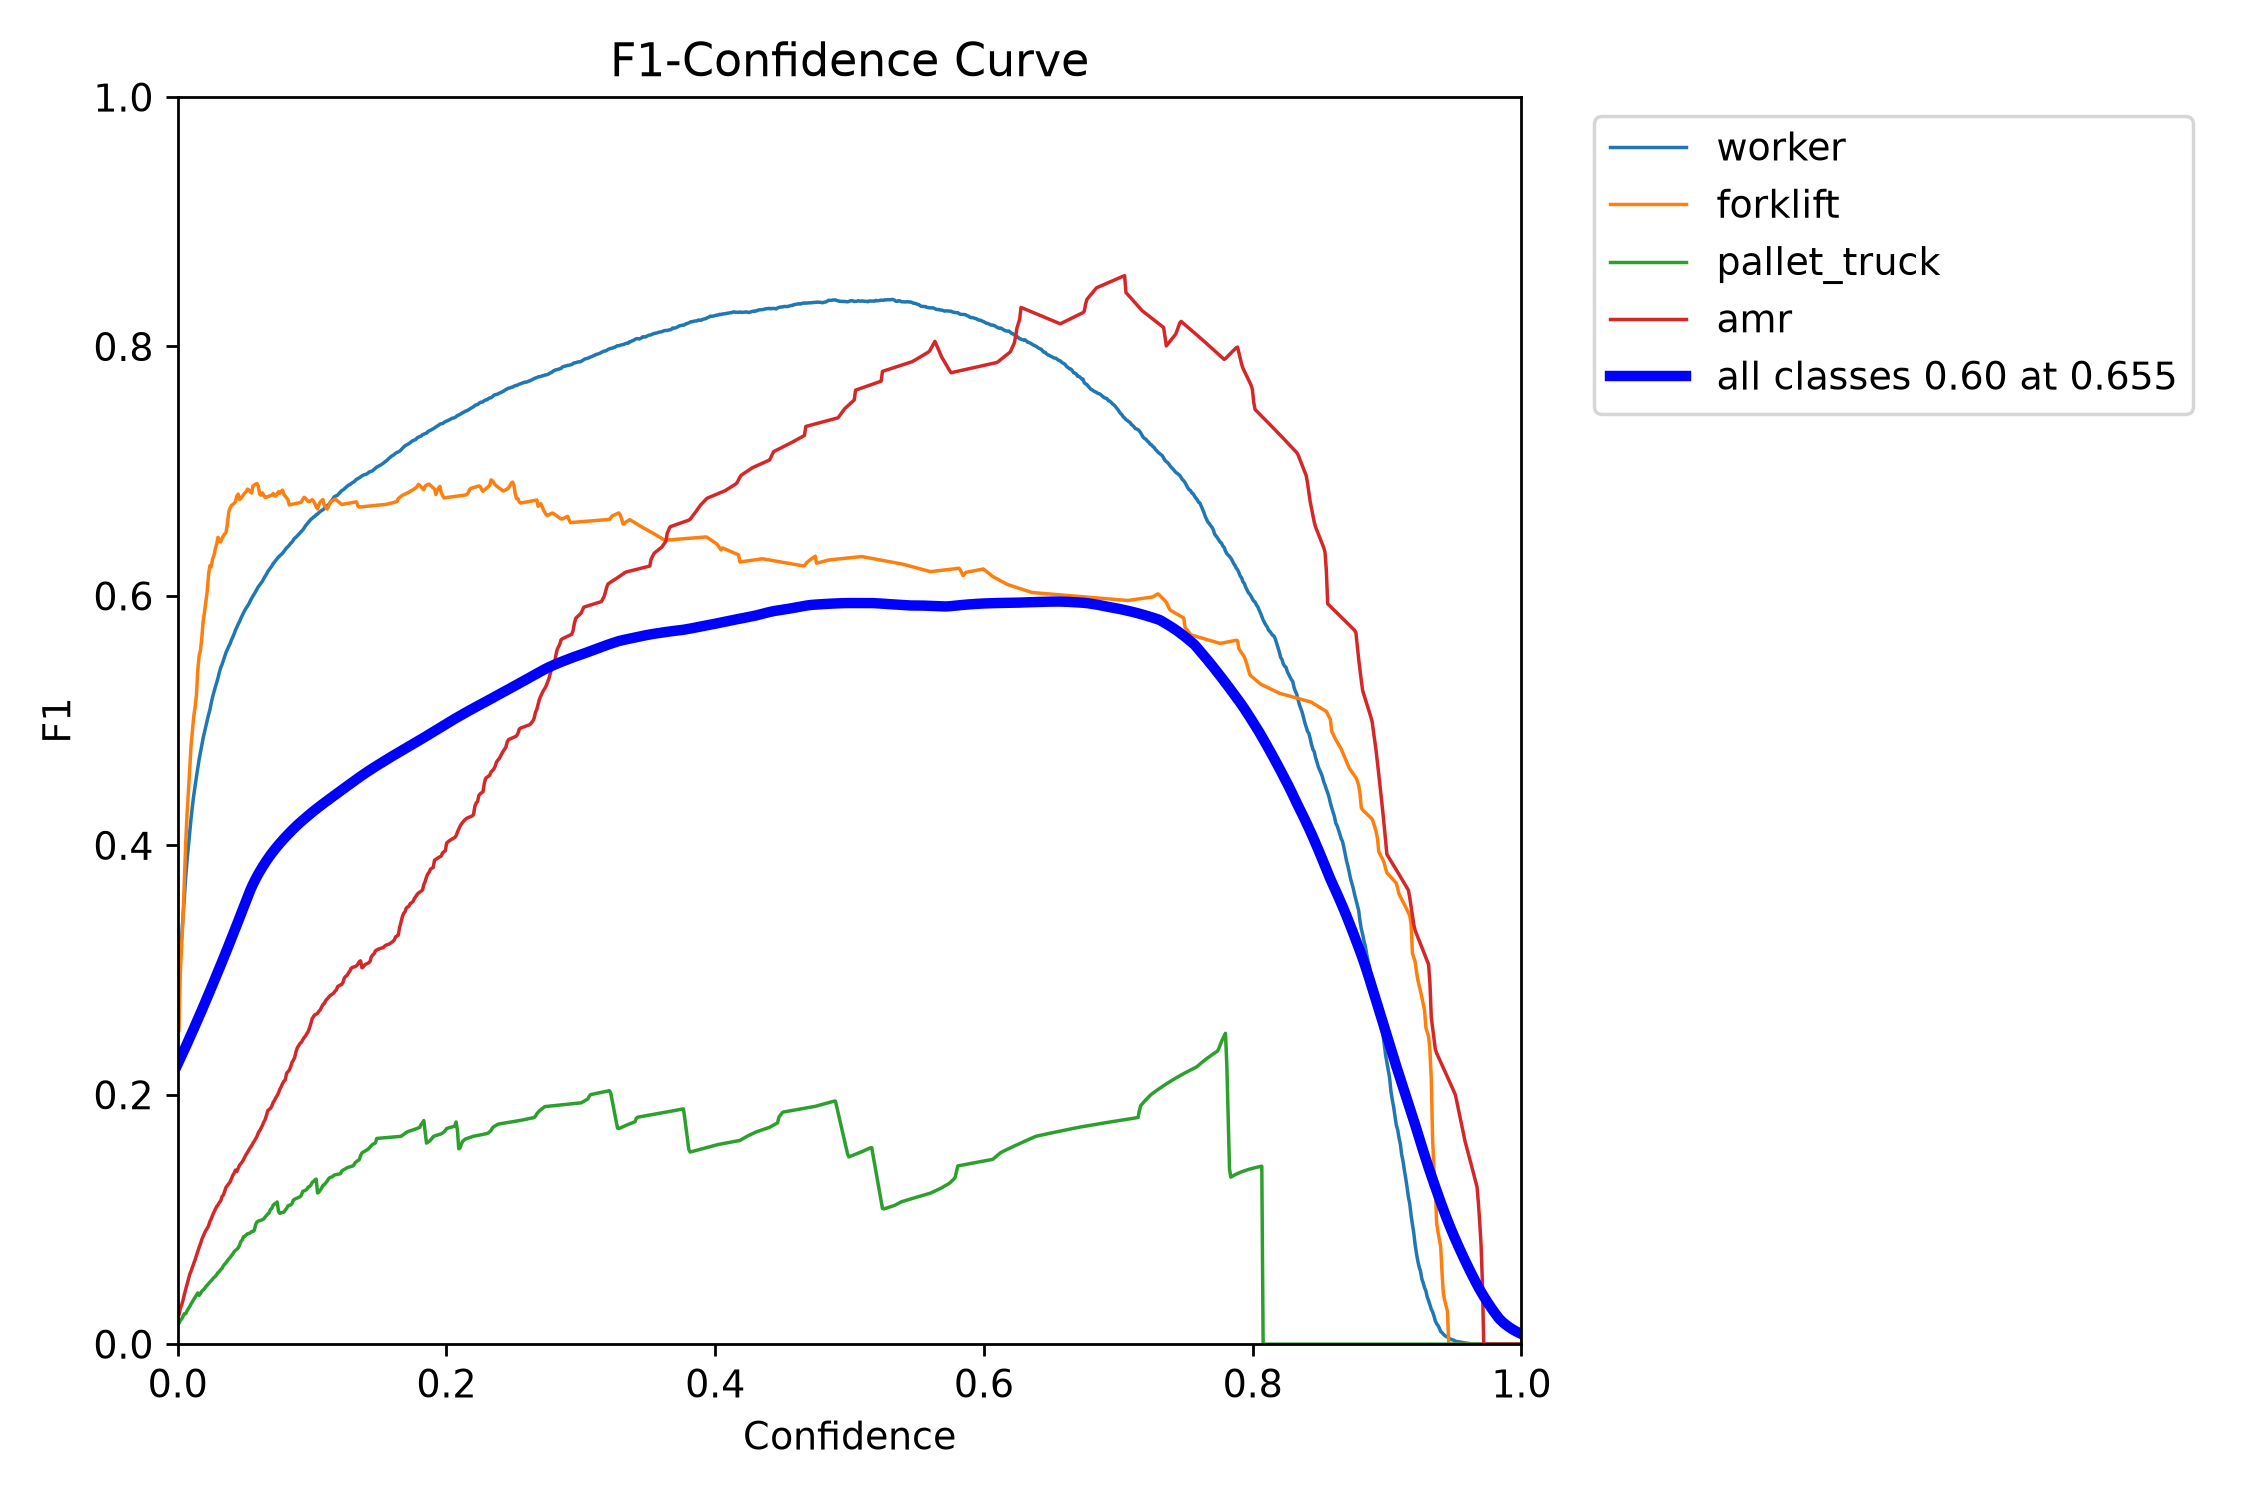 F1-Confidence Curve
1.0
0.8
0.6
0.4
0.2
0.0
F1
0.0 0.2 0.4 0.6 0.8 1.0
Confidence
worker
forklift
pallet_truck
amr
all classes 0.60 at 0.655